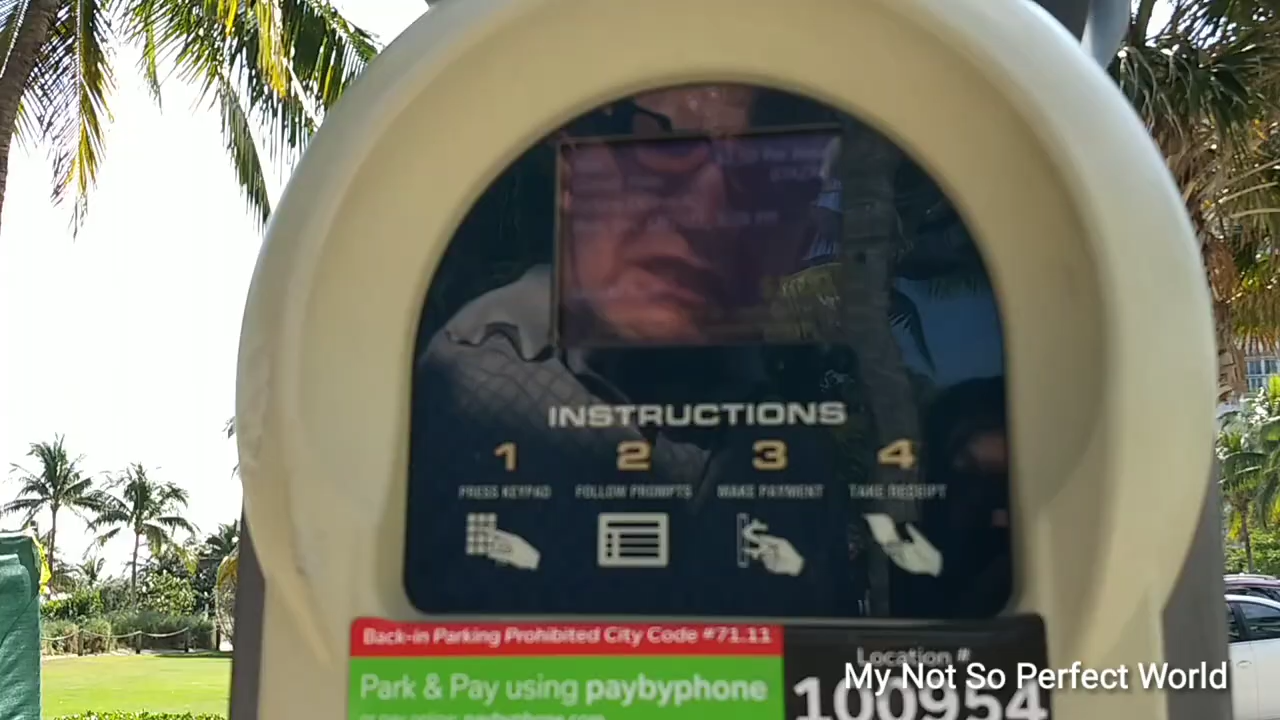 INSTRUCTIONS
1 2 3 4
PRESS KEYPAD FOLLOW PROMPTS MAKE PAYMENT TAKE RECEIPT
Back-in Parking Prohibited City Code #71.11
Park & Pay using paybyphone
Location #
100954
My Not So Perfect World